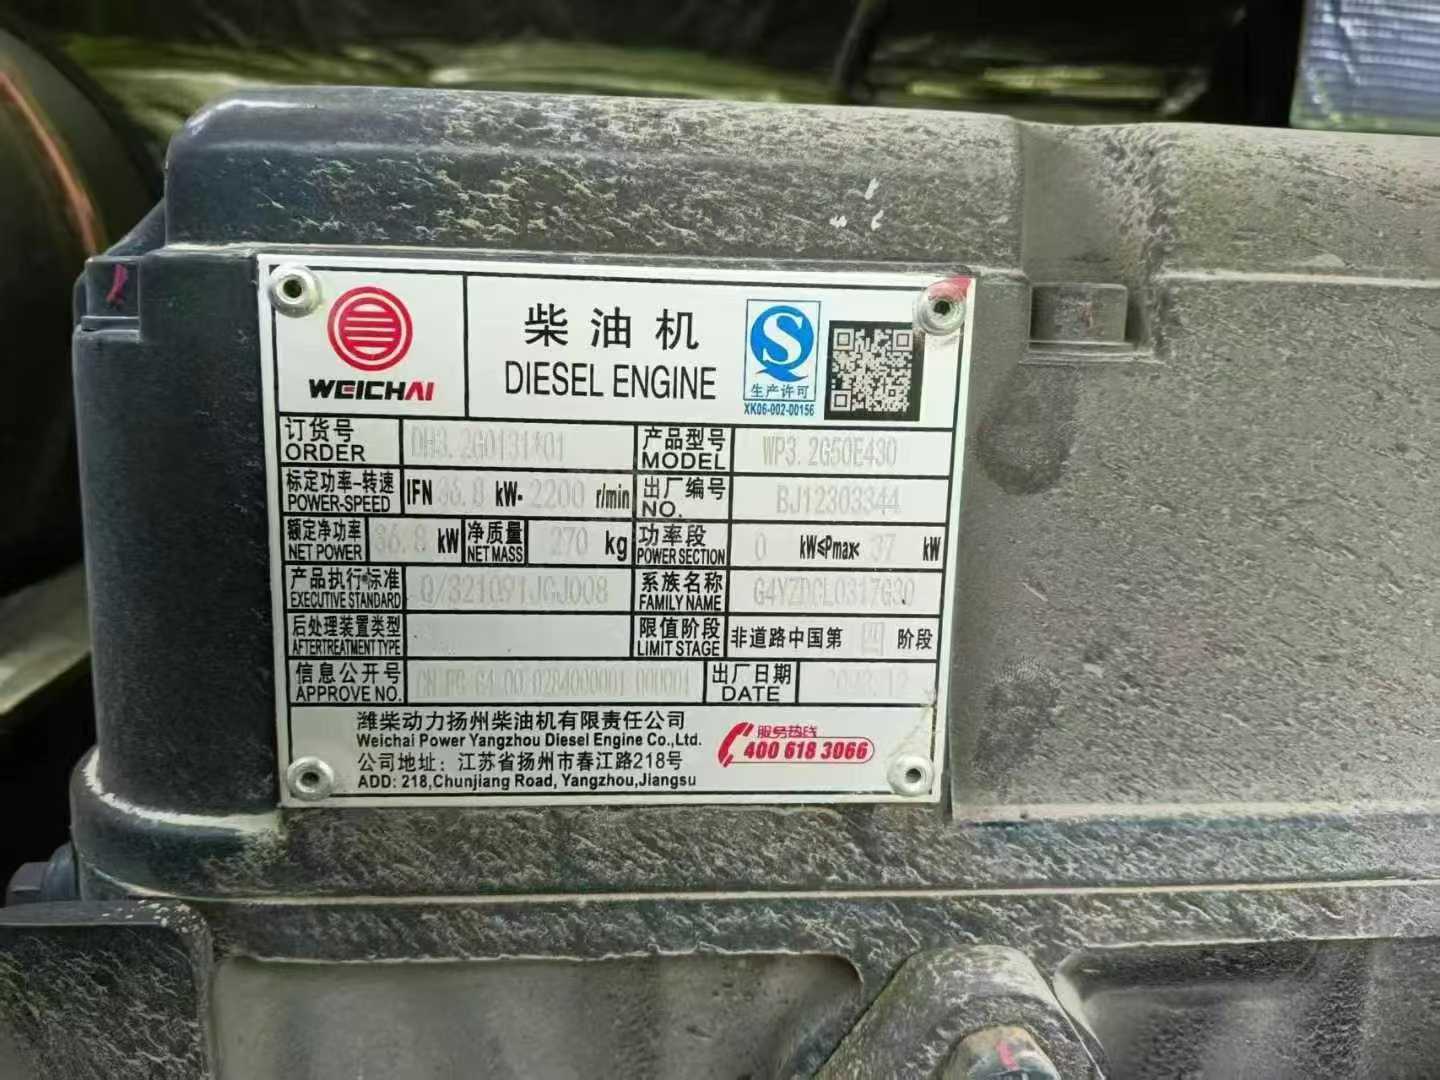 WEICHAI
柴油机
DIESEL ENGINE
S
生产许可
XK06-002-00156
订货号
ORDER
DH3.2G0131*01
产品型号
MODEL
WP3.2G50E430
标定功率-转速
POWER-SPEED
IFN 36.8 kW- 2200 r/min
出厂编号
NO.
BJ12303344
额定净功率
NET POWER
36.8 kW
净质量
NET MASS
270 kg
功率段
POWER SECTION
0 kW≤Pmax< 37 kW
产品执行标准
EXECUTIVE STANDARD
Q/321091JCJ008
系族名称
FAMILY NAME
后处理装置类型
AFTERTREATMENT TYPE
限值阶段
LIMIT STAGE
非道路中国第 四 阶段
信息公开号
APPROVE NO.
出厂日期
DATE
潍柴动力扬州柴油机有限责任公司
Weichai Power Yangzhou Diesel Engine Co.,Ltd.
公司地址：江苏省扬州市春江路218号
ADD: 218,Chunjiang Road, Yangzhou,Jiangsu
服务热线
400 618 3066